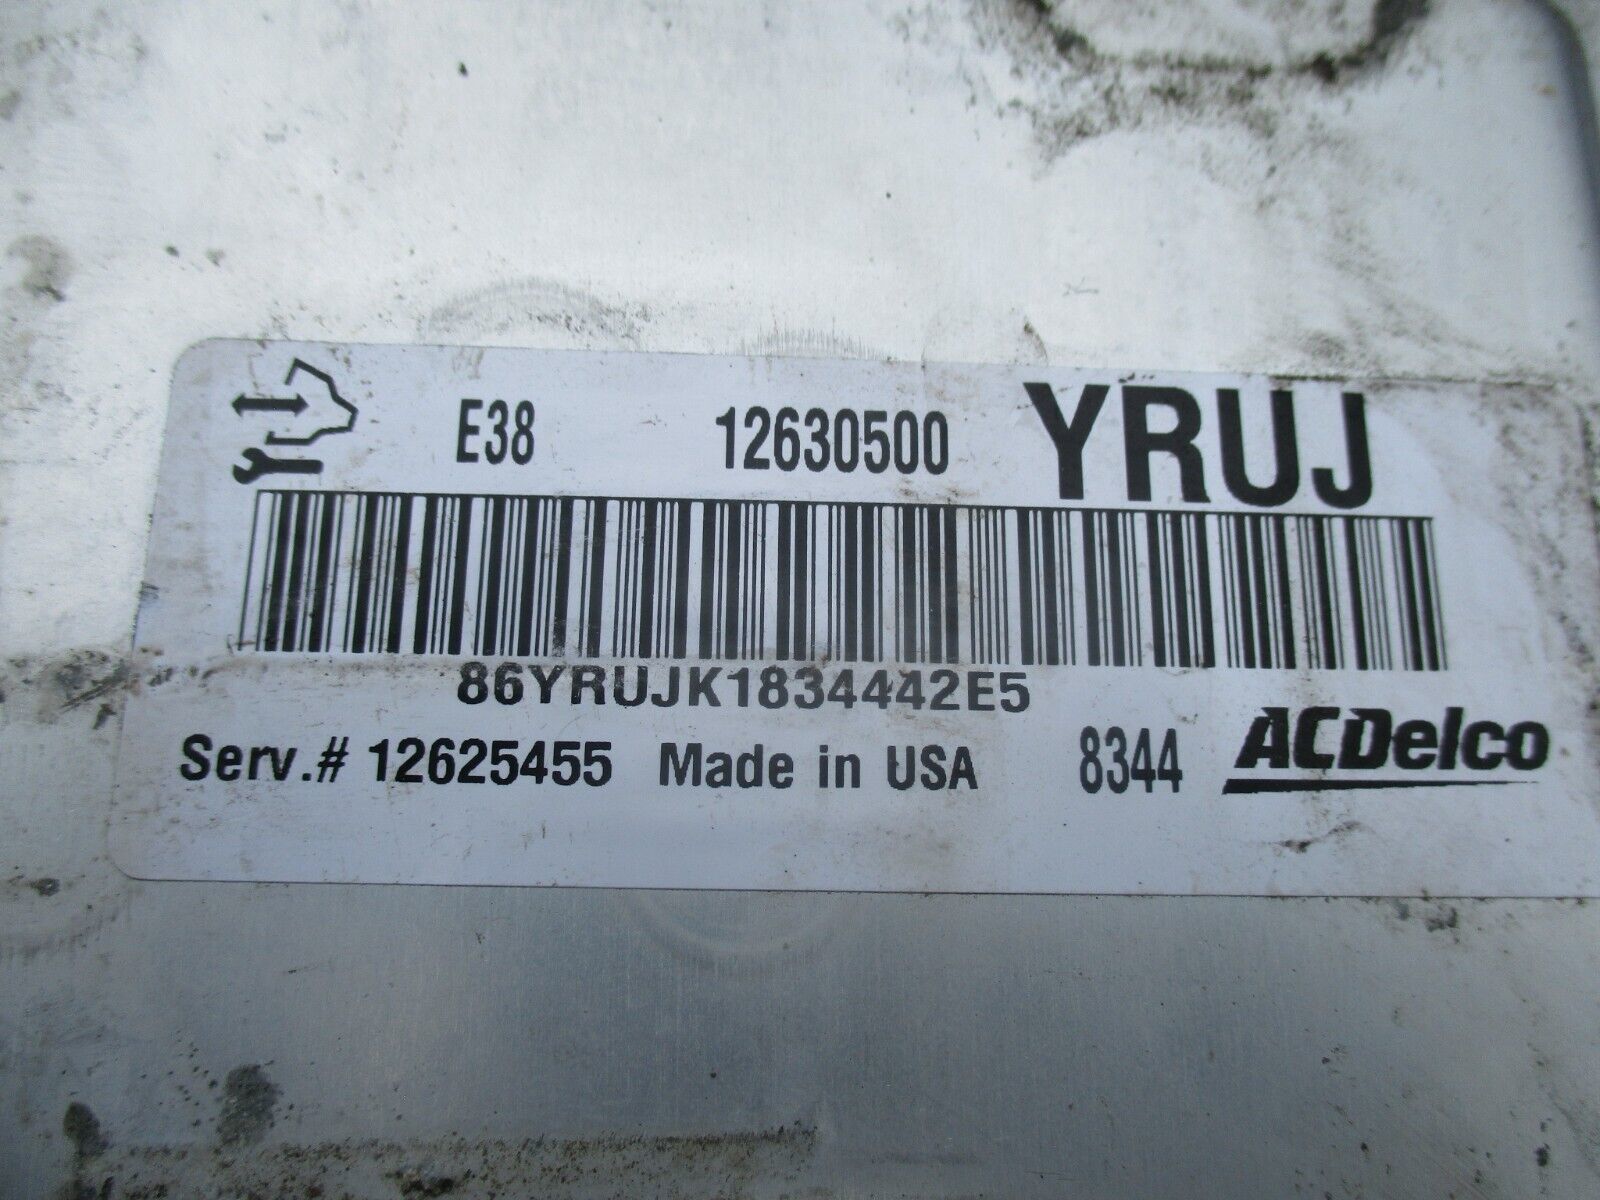 E38 12630500 YRUJ
86YRUJK1834442E5
Serv.# 12625455 Made in USA 8344 ACDelco